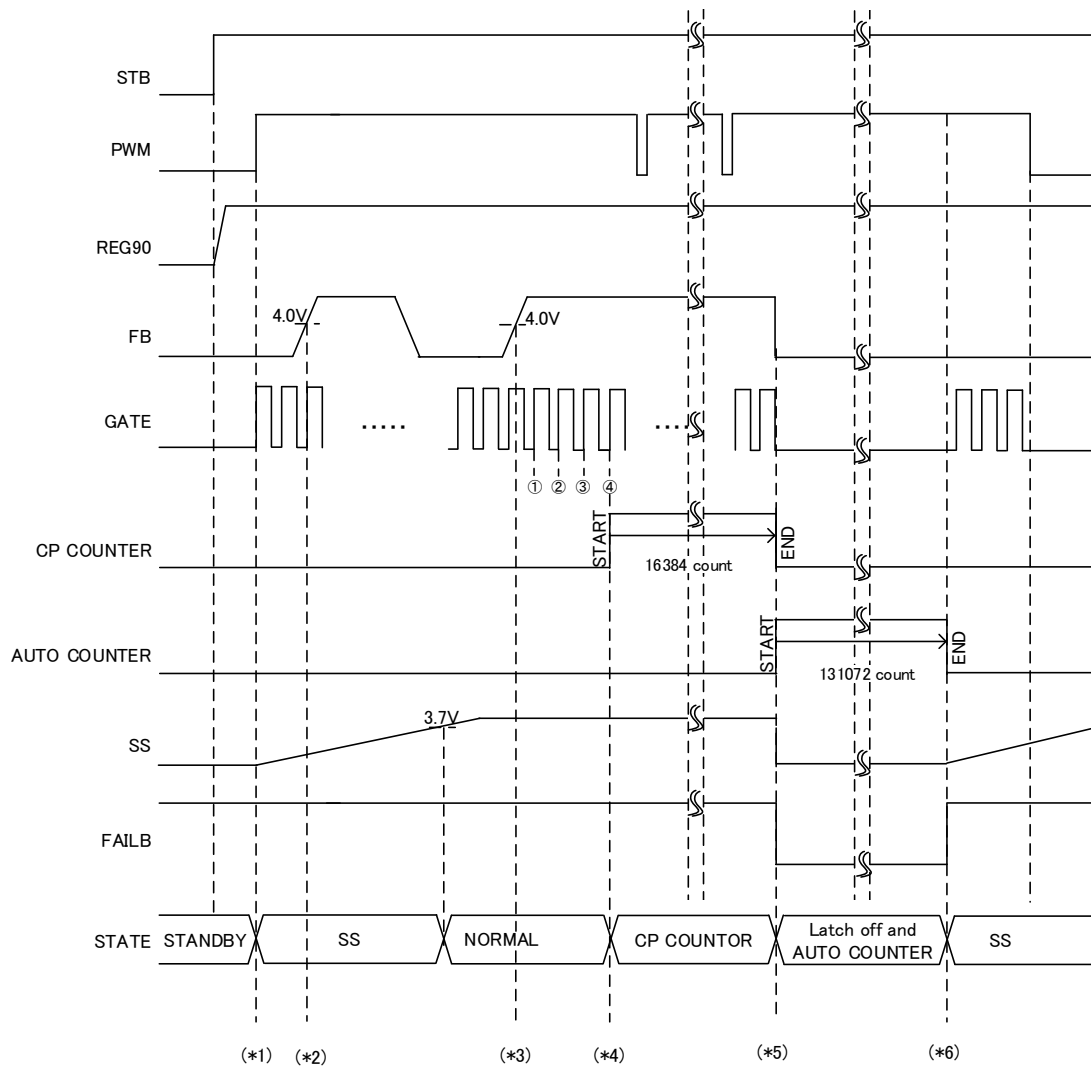 STB
PWM
REG90
4.0V
4.0V
FB
GATE
.....
....
① ② ③ ④
START
END
CP COUNTER
16384 count
START
END
AUTO COUNTER
131072 count
3.7V
SS
FAILB
STATE STANDBY SS NORMAL CP COUNTOR Latch off and AUTO COUNTER SS
(*1) (*2) (*3) (*4) (*5) (*6)